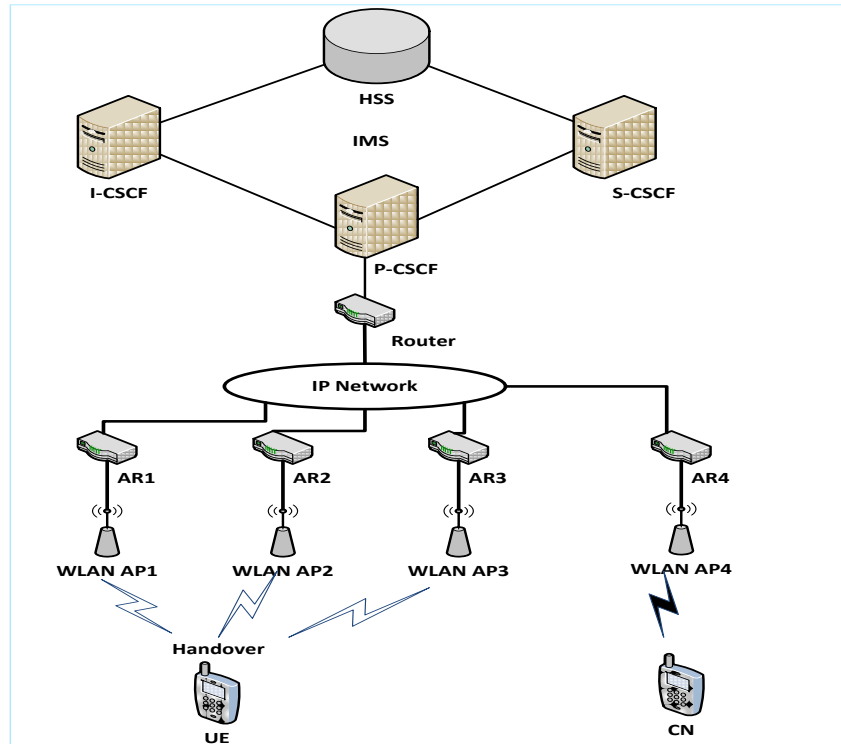 HSS
IMS
I-CSCF
S-CSCF
P-CSCF
Router
IP Network
AR1
AR2
AR3
AR4
WLAN AP1
WLAN AP2
WLAN AP3
WLAN AP4
Handover
UE
CN